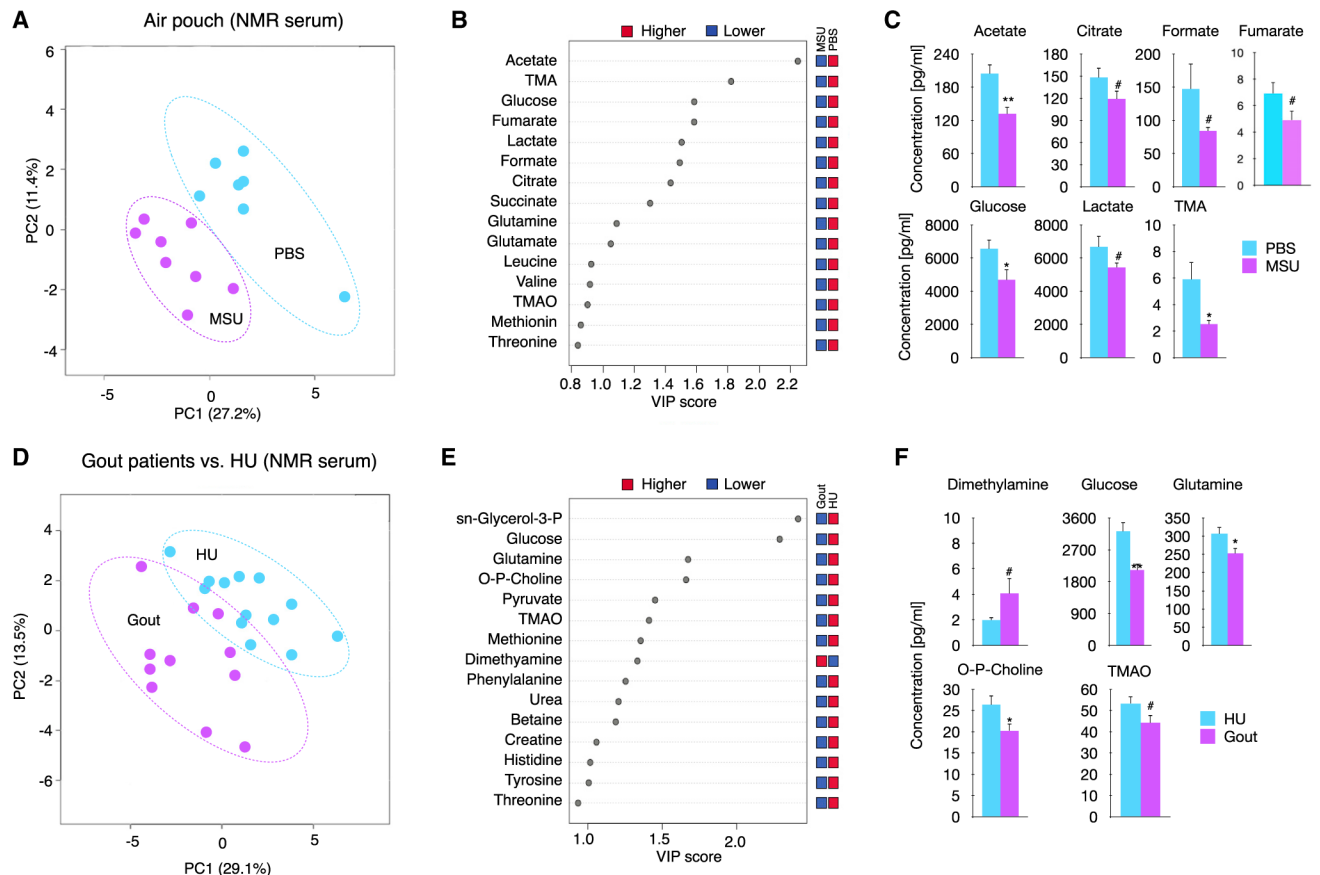 A
Air pouch (NMR serum)
6
4
2
0
-2
-4
PC2 (11.4%)
PBS
MSU
-5
0
5
PC1 (27.2%)
B
Higher
Lower
MSU
PBS
Acetate
TMA
Glucose
Fumarate
Lactate
Formate
Citrate
Succinate
Glutamine
Glutamate
Leucine
Valine
TMAO
Methionin
Threonine
0.8 1.0 1.2 1.4 1.6 1.8 2.0 2.2
VIP score
C
Acetate
Concentration [pg/ml]
240
180
120
60
0
**
Citrate
180
150
120
90
60
30
0
#
Formate
200
150
100
50
0
#
Fumarate
10
8
6
4
2
0
#
Glucose
Concentration [pg/ml]
8000
6000
4000
2000
0
*
Lactate
8000
6000
4000
2000
0
#
TMA
10
8
6
4
2
0
*
PBS
MSU
D
Gout patients vs. HU (NMR serum)
4
2
0
-2
-4
-6
PC2 (13.5%)
HU
Gout
-5
0
5
PC1 (29.1%)
E
Higher
Lower
Gout
HU
sn-Glycerol-3-P
Glucose
Glutamine
O-P-Choline
Pyruvate
TMAO
Methionine
Dimethyamine
Phenylalanine
Urea
Betaine
Creatine
Histidine
Tyrosine
Threonine
1.0 1.5 2.0
VIP score
F
Dimethylamine
10
8
6
4
2
0
#
Glucose
3600
2700
1800
900
0
**
Glutamine
350
300
250
200
150
100
50
0
*
Concentration [pg/ml]
O-P-Choline
30
25
20
15
10
5
0
*
TMAO
60
50
40
30
20
10
0
#
HU
Gout